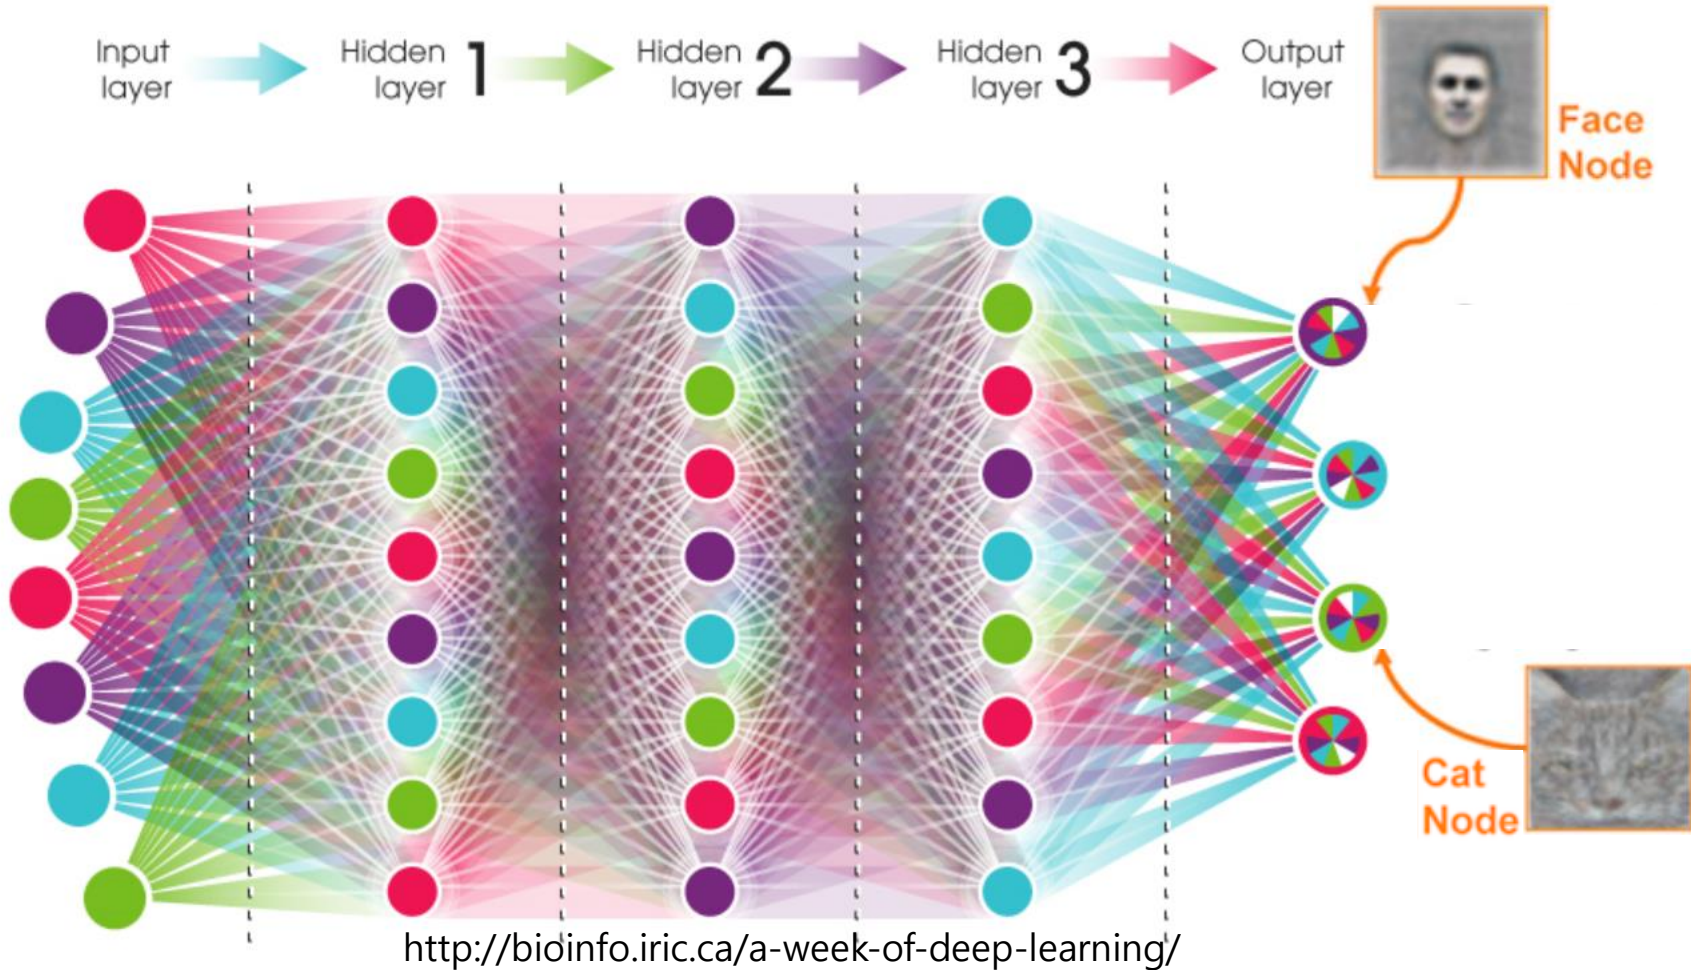 Input
layer
Hidden
layer 1
Hidden
layer 2
Hidden
layer 3
Output
layer
Face
Node
Cat
Node
http://bioinfo.iric.ca/a-week-of-deep-learning/